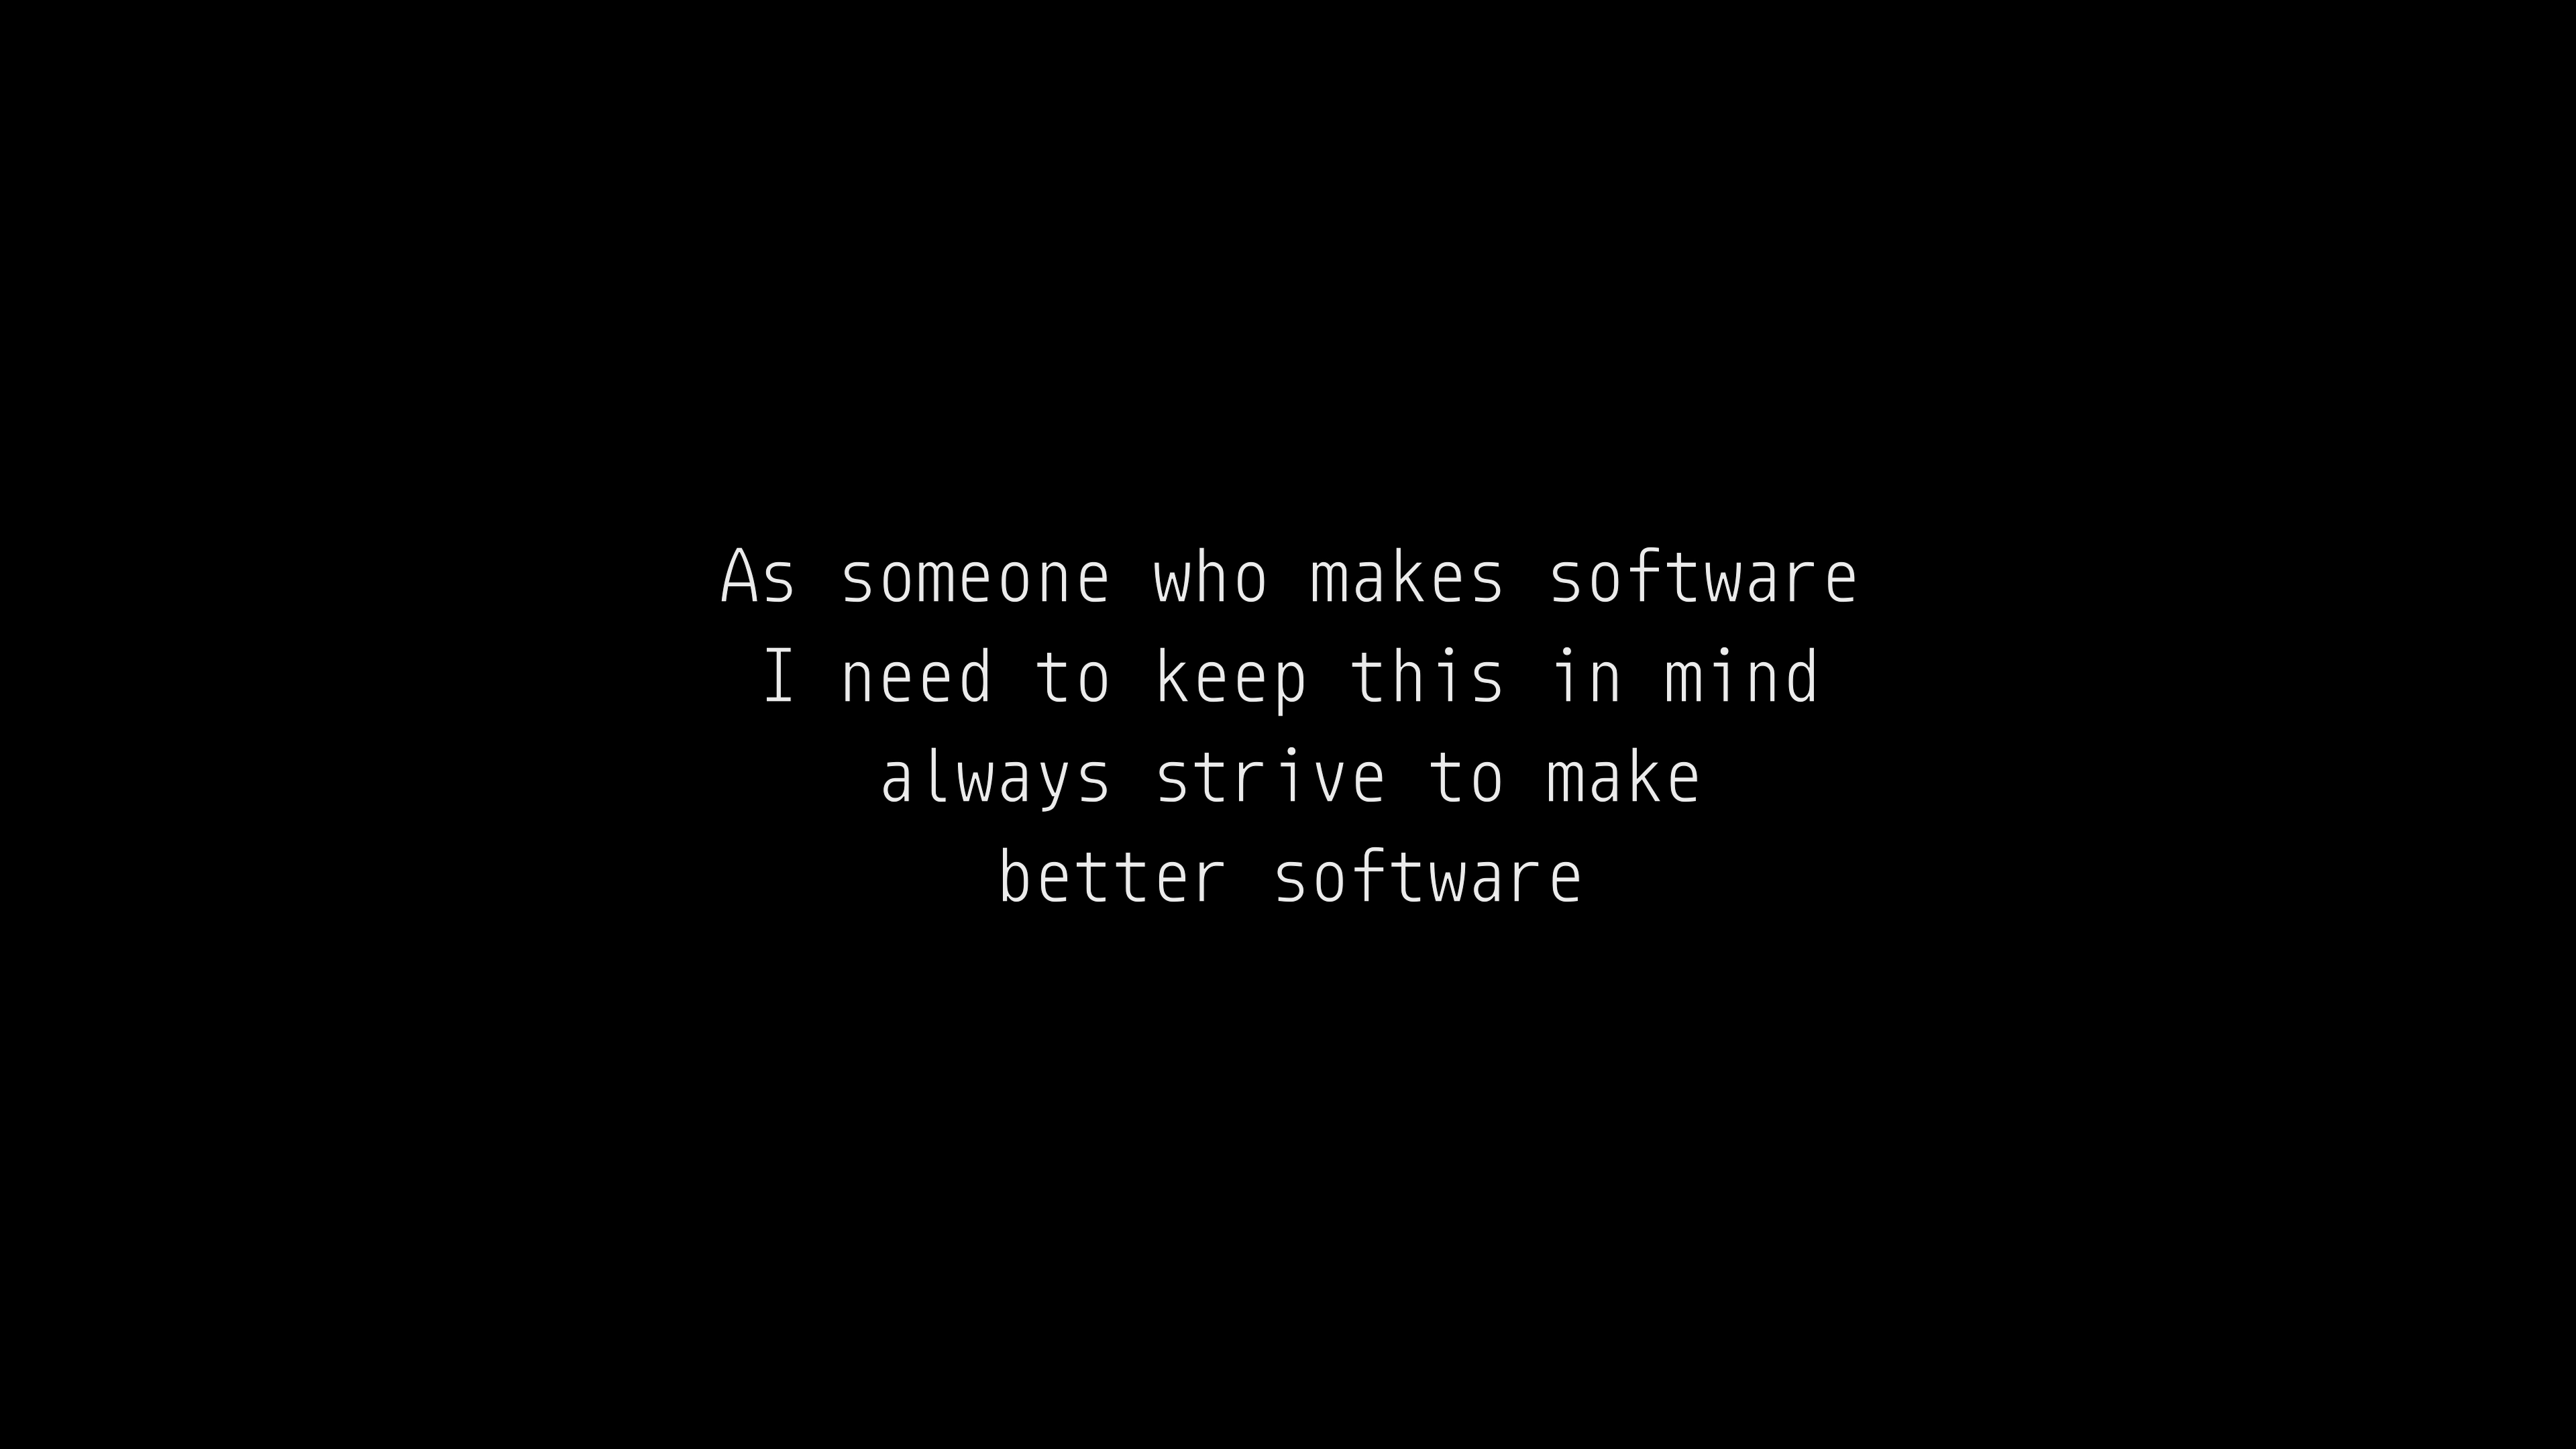 As someone who makes software
I need to keep this in mind
always strive to make
better software